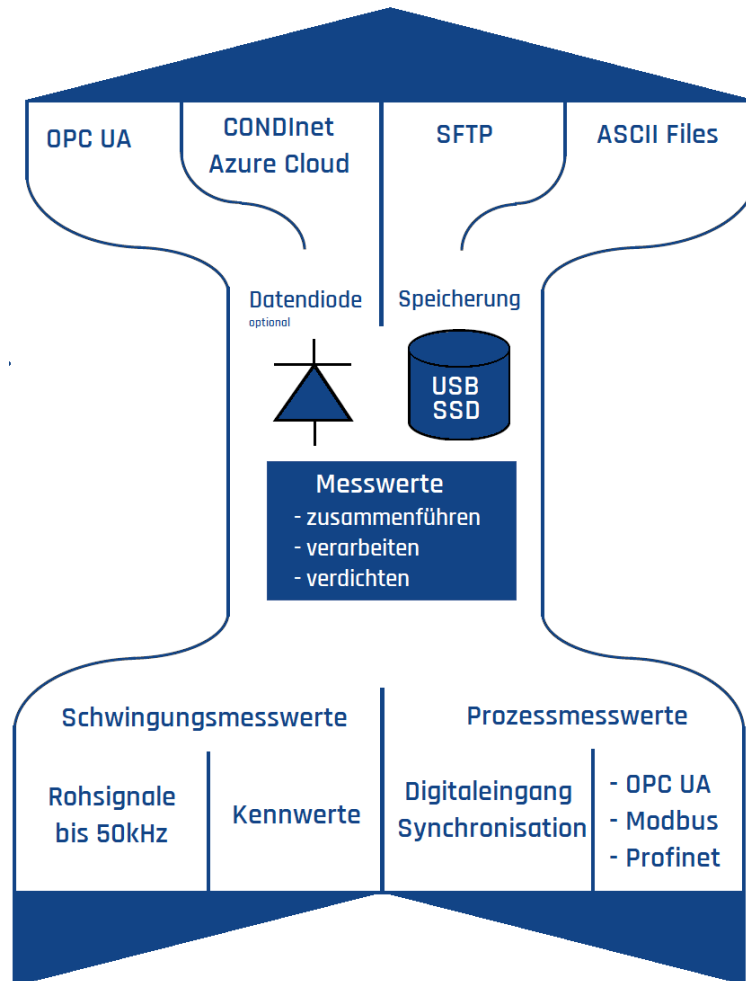 OPC UA
CONDInet
Azure Cloud
SFTP
ASCII Files
Datendiode
optional
Speicherung
USB
SSD
Messwerte
- zusammenführen
- verarbeiten
- verdichten
Schwingungsmesswerte
Prozessmesswerte
Rohsignale
bis 50kHz
Kennwerte
Digitaleingang
Synchronisation
- OPC UA
- Modbus
- Profinet